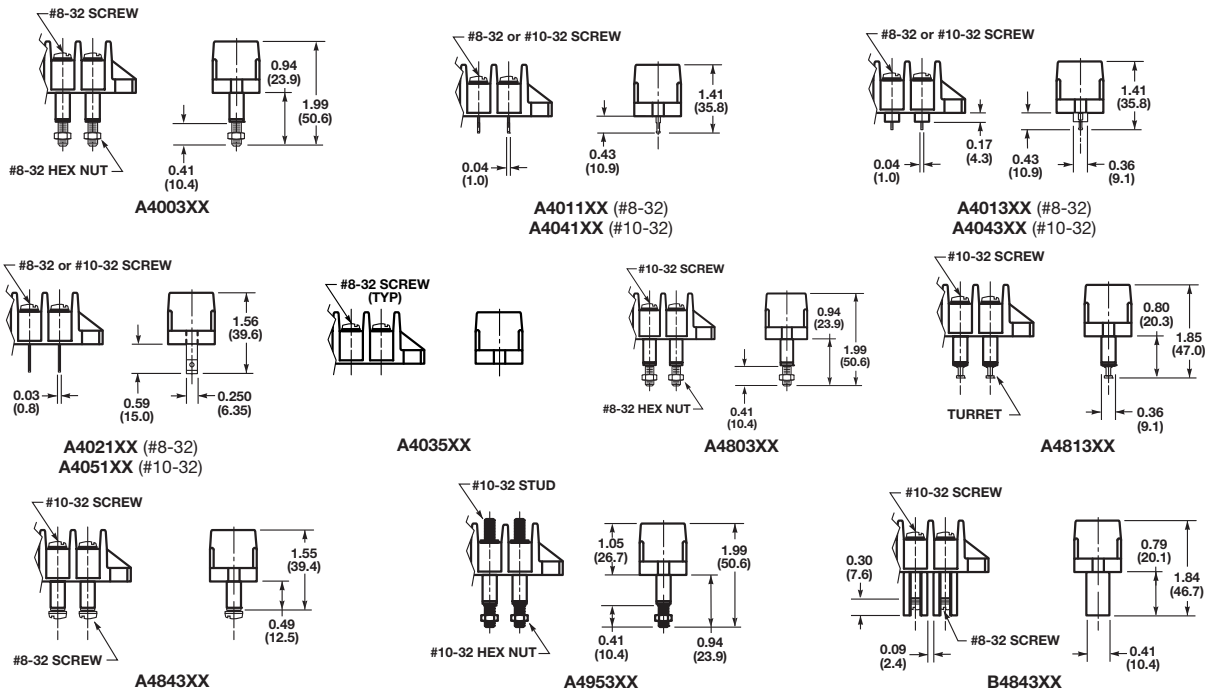 #8-32 SCREW
0.94
(23.9)
1.99
(50.6)
0.41
(10.4)
#8-32 HEX NUT
A4003XX
#8-32 or #10-32 SCREW
1.41
(35.8)
0.04
(1.0)
0.43
(10.9)
A4011XX (#8-32)
A4041XX (#10-32)
#8-32 or #10-32 SCREW
1.41
(35.8)
0.17
(4.3)
0.04
(1.0)
0.43
(10.9)
0.36
(9.1)
A4013XX (#8-32)
A4043XX (#10-32)
#8-32 or #10-32 SCREW
1.56
(39.6)
0.03
(0.8)
0.59
(15.0)
0.250
(6.35)
A4021XX (#8-32)
A4051XX (#10-32)
#8-32 SCREW
(TYP)
A4035XX
#10-32 SCREW
0.94
(23.9)
1.99
(50.6)
0.41
(10.4)
#8-32 HEX NUT
A4803XX
#10-32 SCREW
0.80
(20.3)
1.85
(47.0)
TURRET
0.36
(9.1)
A4813XX
#10-32 SCREW
1.55
(39.4)
0.49
(12.5)
#8-32 SCREW
A4843XX
#10-32 STUD
1.05
(26.7)
1.99
(50.6)
0.41
(10.4)
0.94
(23.9)
#10-32 HEX NUT
A4953XX
#10-32 SCREW
0.30
(7.6)
0.79
(20.1)
1.84
(46.7)
#8-32 SCREW
0.09
(2.4)
0.41
(10.4)
B4843XX